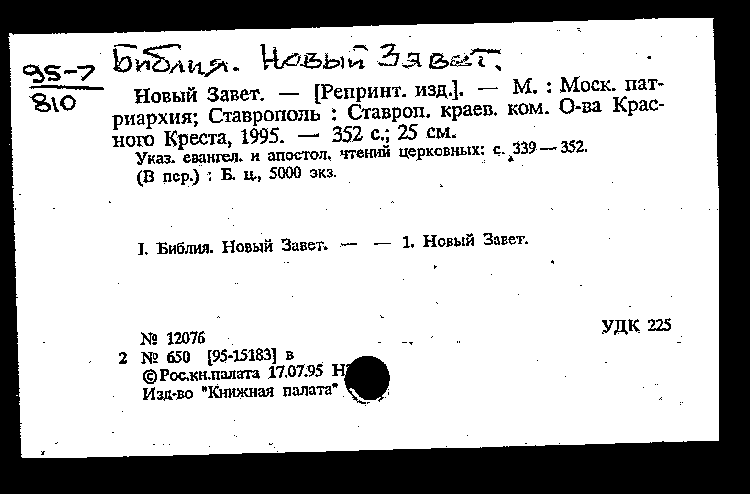 95-7 Библия. Новый Завет.
810
Новый Завет. — [Репринт. изд.]. — М. : Моск. пат-
риархия; Ставрополь : Ставроп. краев. ком. О-ва Крас-
ного Креста, 1995. — 352 с.; 25 см.
Указ. евангел. и апостол. чтений церковных: с. 339 — 352.
(В пер.) : Б. ц., 5000 экз.
I. Библия. Новый Завет. — — 1. Новый Завет.
УДК 225
№ 12076
2 № 650 [95-15183] в
© Рос.кн.палата 17.07.95
Изд-во "Книжная палата"